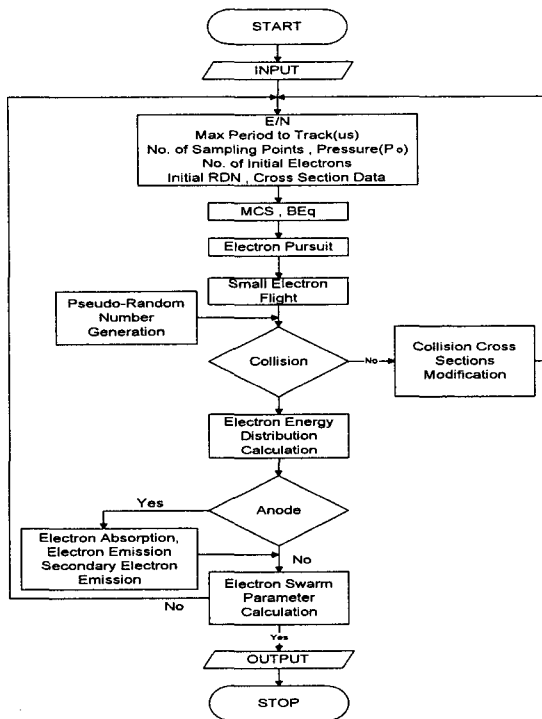 START
INPUT
E/N
Max Period to Track(us)
No. of Sampling Points , Pressure(Po)
No. of Initial Electrons
Initial RDN , Cross Section Data
MCS , BEq
Electron Pursuit
Small Electron
Flight
Pseudo-Random
Number
Generation
Collision
No
Collision Cross
Sections
Modification
Electron Energy
Distribution
Calculation
Yes
Anode
Electron Absorption,
Electron Emission
Secondary Electron
Emission
No
No
Electron Swarm
Parameter
Calculation
Yes
OUTPUT
STOP